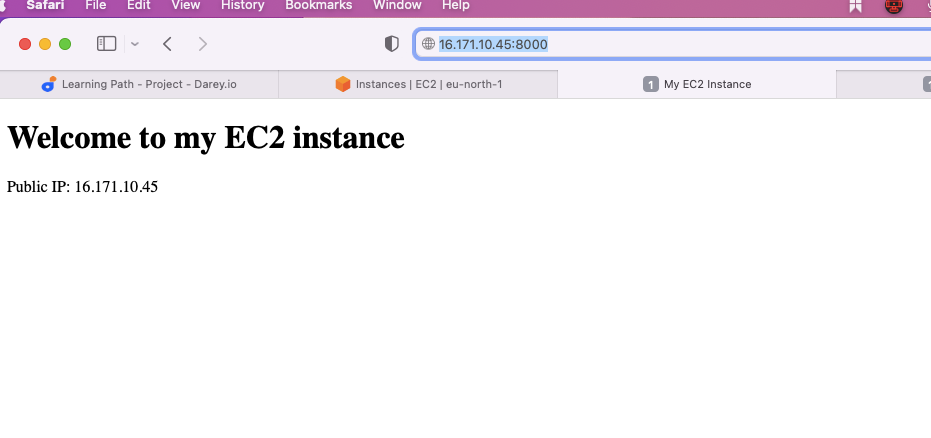 Safari File Edit View History Bookmarks Window Help
16.171.10.45:8000
Learning Path - Project - Darey.io Instances | EC2 | eu-north-1 1 My EC2 Instance
Welcome to my EC2 instance
Public IP: 16.171.10.45